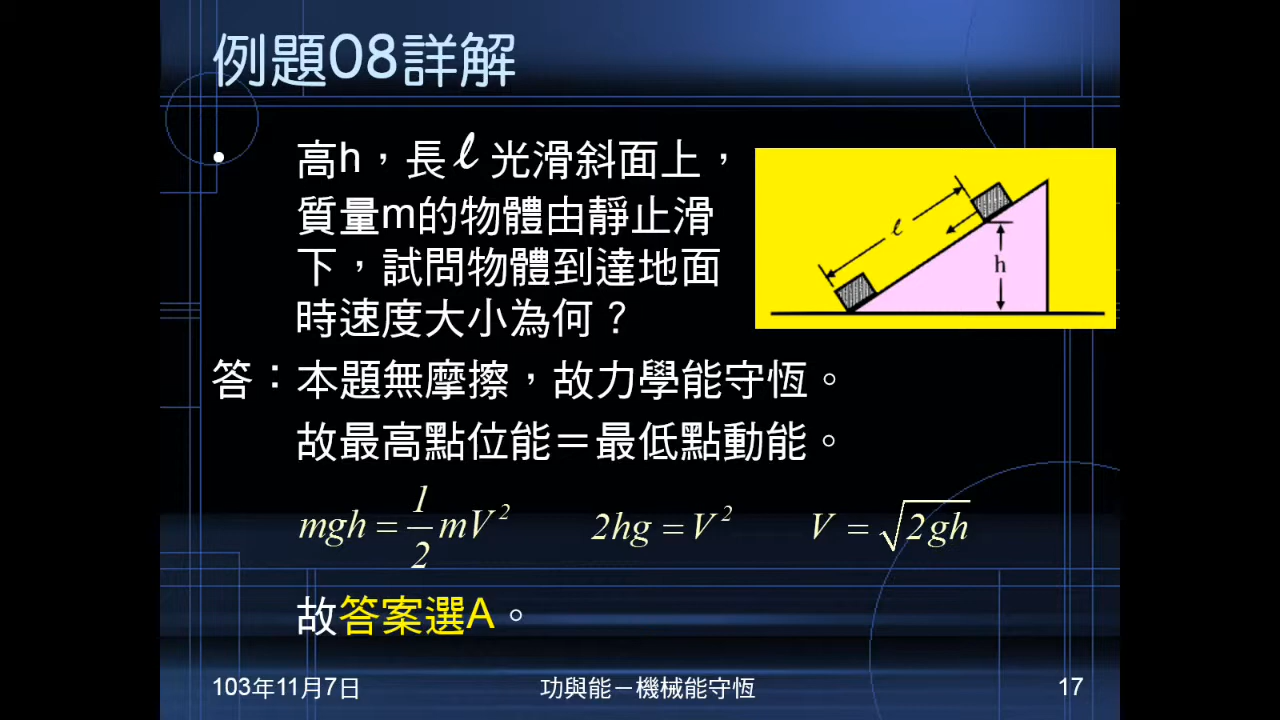 例題08詳解
• 高h，長ℓ光滑斜面上，
質量m的物體由靜止滑
下，試問物體到達地面
時速度大小為何？
ℓ
h
答：本題無摩擦，故力學能守恆。
故最高點位能＝最低點動能。
mgh = 1/2 mV² 2hg = V² V = √2gh
故答案選A。
103年11月7日 功與能－機械能守恆 17